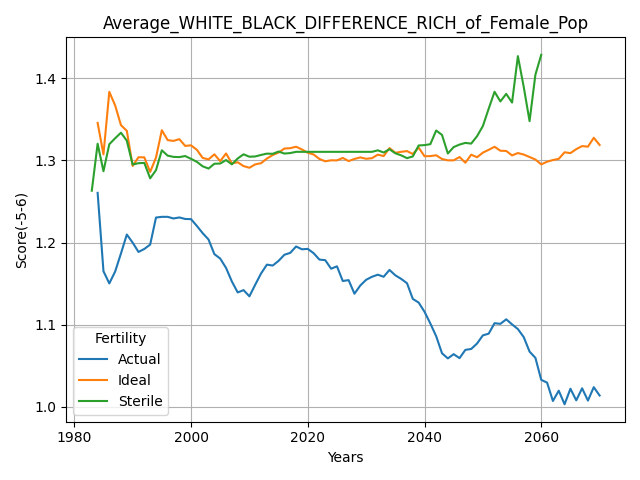 Average_WHITE_BLACK_DIFFERENCE_RICH_of_Female_Pop
Score(-5-6)
1.4
1.3
1.2
1.1
1.0
Fertility
Actual
Ideal
Sterile
1980
2000
2020
2040
2060
Years